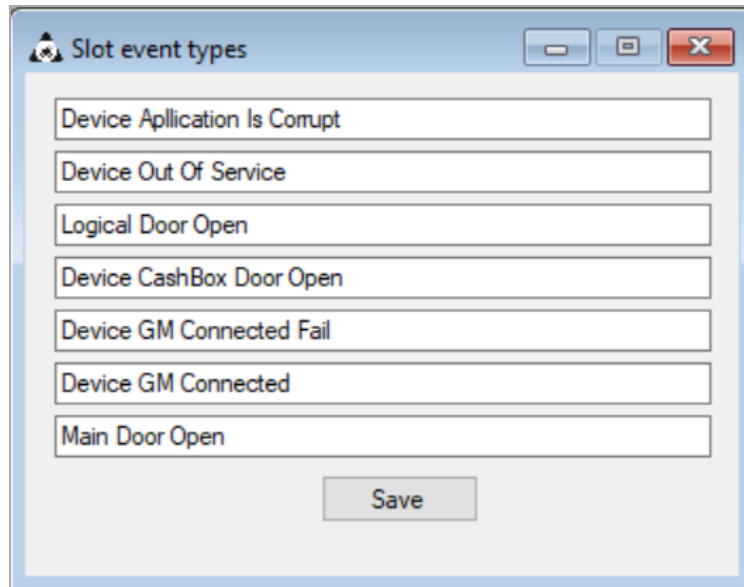 Slot event types
Device Apllication Is Corrupt
Device Out Of Service
Logical Door Open
Device CashBox Door Open
Device GM Connected Fail
Device GM Connected
Main Door Open
Save